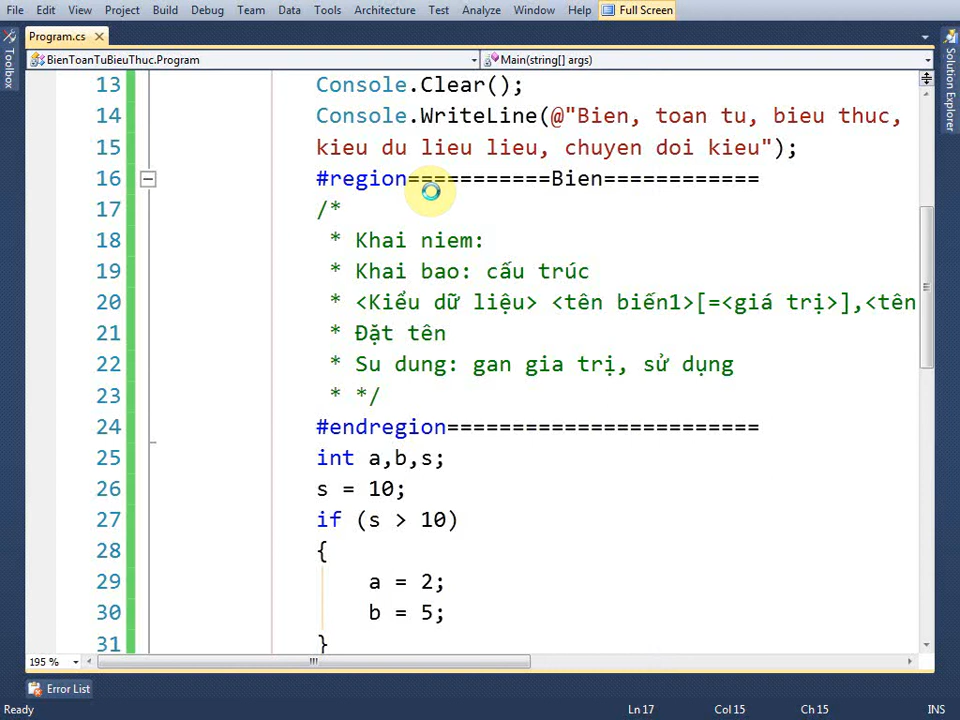 File Edit View Project Build Debug Team Data Tools Architecture Test Analyze Window Help Full Screen
Program.cs
BienToanTuBieuThuc.Program Main(string[] args)
Toolbox
Solution Explorer
13 Console.Clear();
14 Console.WriteLine(@"Bien, toan tu, bieu thuc,
15 kieu du lieu lieu, chuyen doi kieu");
16 #region===========Bien============
17 /*
18 * Khai niem:
19 * Khai bao: cấu trúc
20 * <Kiểu dữ liệu> <tên biến1>[=<giá trị>],<tên
21 * Đặt tên
22 * Su dung: gan gia trị, sử dụng
23 * */
24 #endregion========================
25 int a,b,s;
26 s = 10;
27 if (s > 10)
28 {
29 a = 2;
30 b = 5;
31 }
195 %
Error List
Ready Ln 17 Col 15 Ch 15 INS